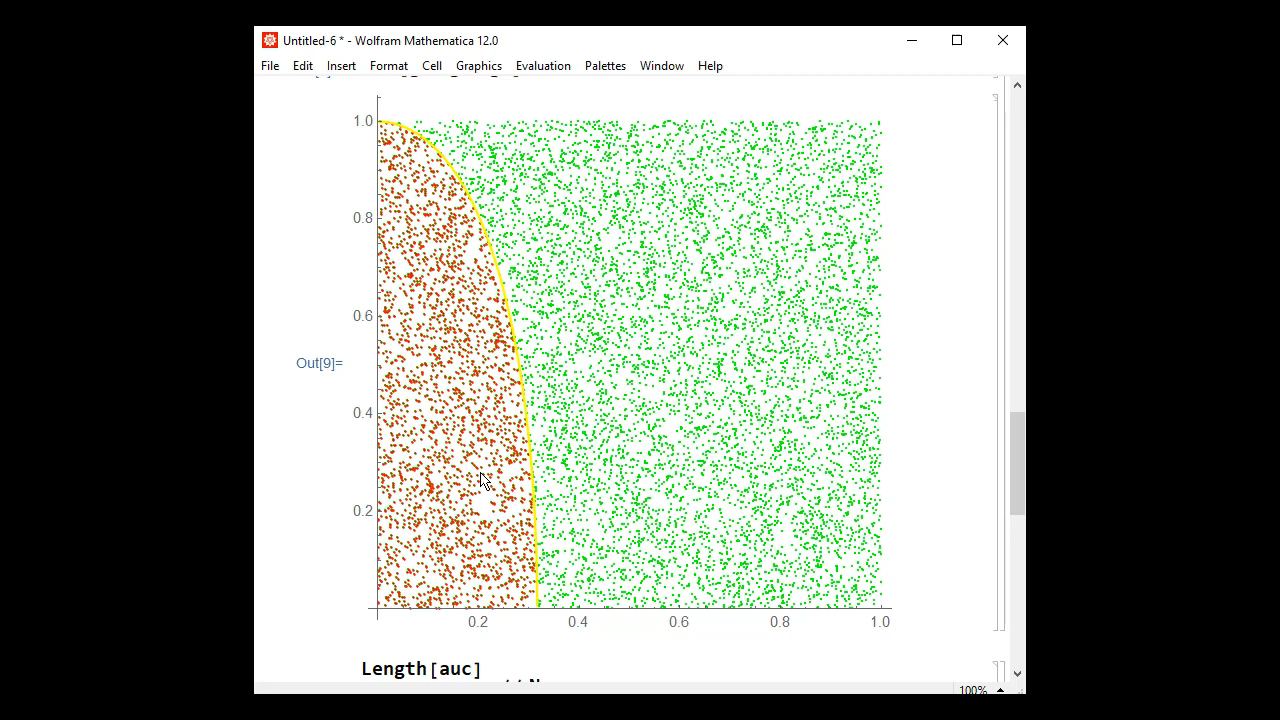 Untitled-6 * - Wolfram Mathematica 12.0
File Edit Insert Format Cell Graphics Evaluation Palettes Window Help
1.0
0.8
0.6
Out[9]=
0.4
0.2
0.2 0.4 0.6 0.8 1.0
Length[auc]
100%